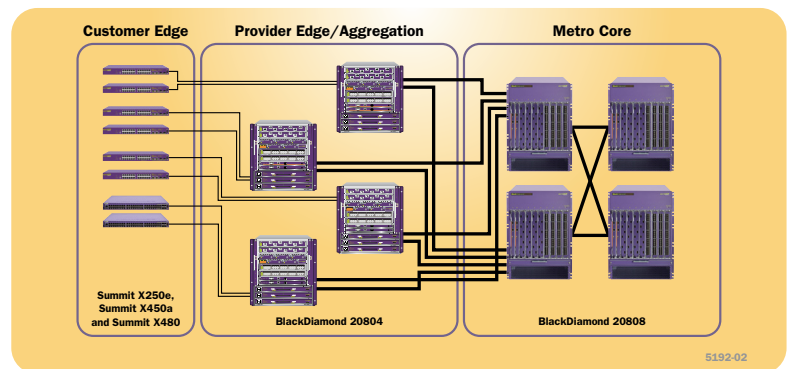 Customer Edge
Provider Edge/Aggregation
Metro Core
Summit X250e,
Summit X450a
and Summit X480
BlackDiamond 20804
BlackDiamond 20808
5192-02